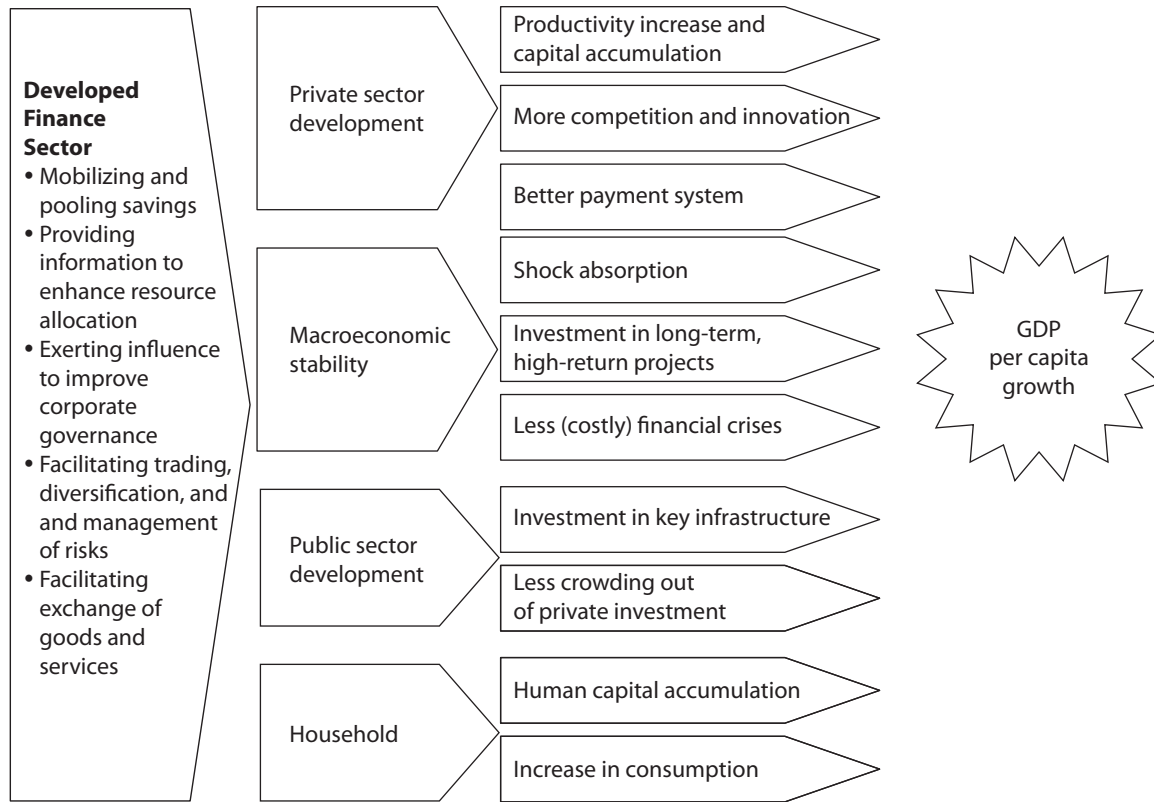 Developed
Finance
Sector
• Mobilizing and
pooling savings
• Providing
information to
enhance resource
allocation
• Exerting influence
to improve
corporate
governance
• Facilitating trading,
diversification, and
and management
of risks
• Facilitating
exchange of
goods and
services
Private sector
development
Productivity increase and
capital accumulation
More competition and innovation
Better payment system
Macroeconomic
stability
Shock absorption
Investment in long-term,
high-return projects
Less (costly) financial crises
Public sector
development
Investment in key infrastructure
Less crowding out
of private investment
Household
Human capital accumulation
Increase in consumption
GDP
per capita
growth